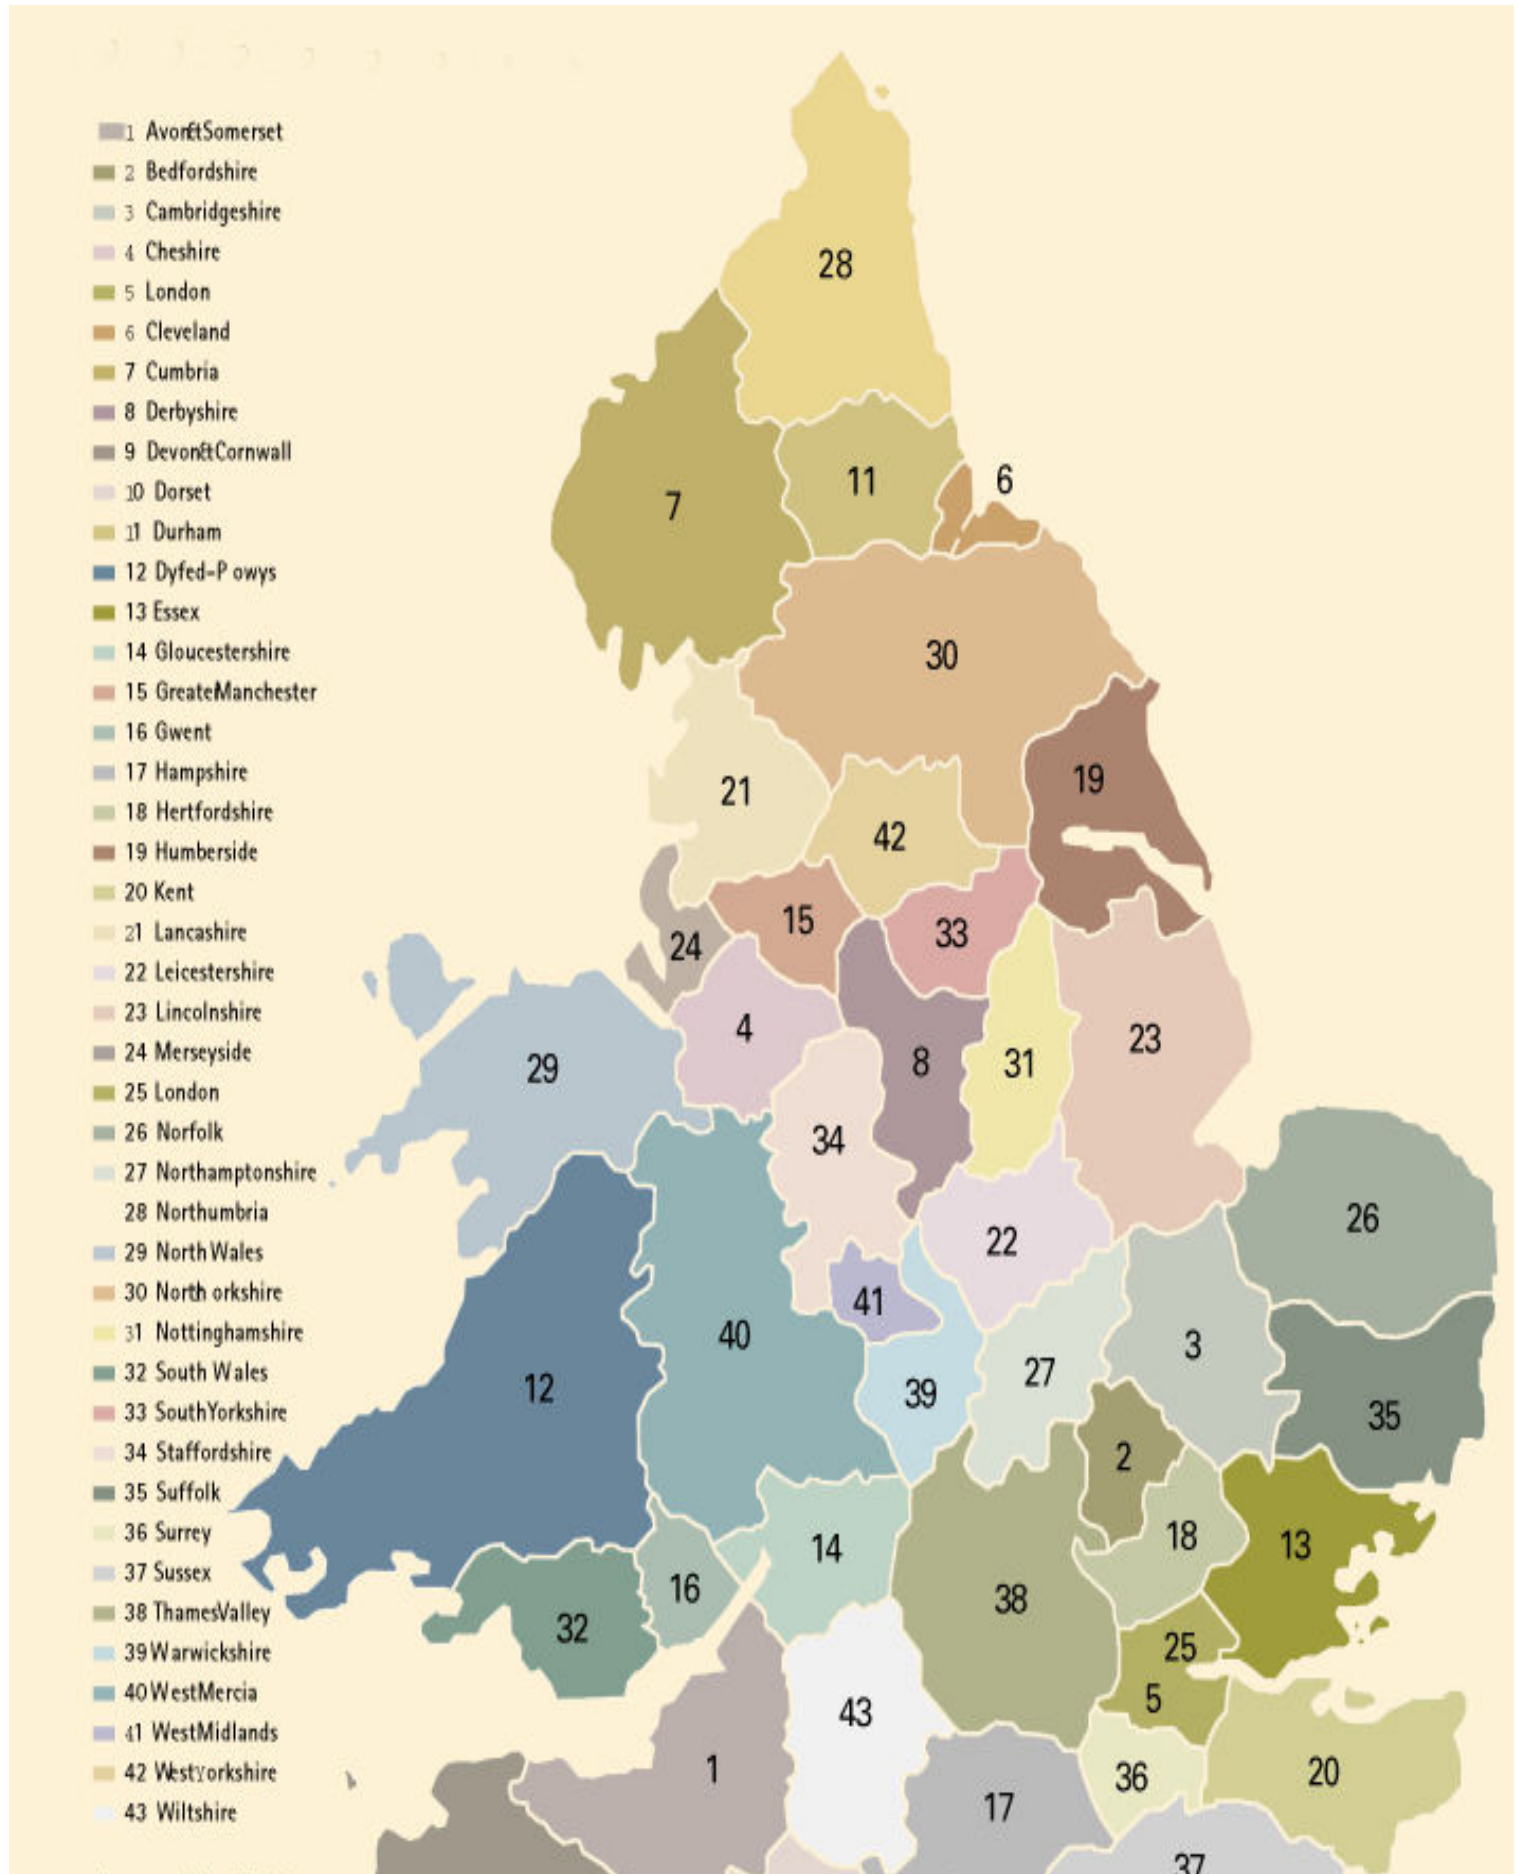 1 Avon&Somerset
2 Bedfordshire
3 Cambridgeshire
4 Cheshire
5 London
6 Cleveland
7 Cumbria
8 Derbyshire
9 Devon&Cornwall
10 Dorset
11 Durham
12 Dyfed-P owys
13 Essex
14 Gloucestershire
15 GreateManchester
16 Gwent
17 Hampshire
18 Hertfordshire
19 Humberside
20 Kent
21 Lancashire
22 Leicestershire
23 Lincolnshire
24 Merseyside
25 London
26 Norfolk
27 Northamptonshire
28 Northumbria
29 North Wales
30 North orkshire
31 Nottinghamshire
32 South Wales
33 SouthYorkshire
34 Staffordshire
35 Suffolk
36 Surrey
37 Sussex
38 ThamesValley
39 Warwickshire
40 WestMercia
41 WestMidlands
42 WestYorkshire
43 Wiltshire
28
11
6
7
30
19
21
42
15
33
24
4
8
31
23
29
34
26
22
41
40
3
27
12
39
35
2
18
13
14
16
38
32
25
5
43
1
36
20
17
37